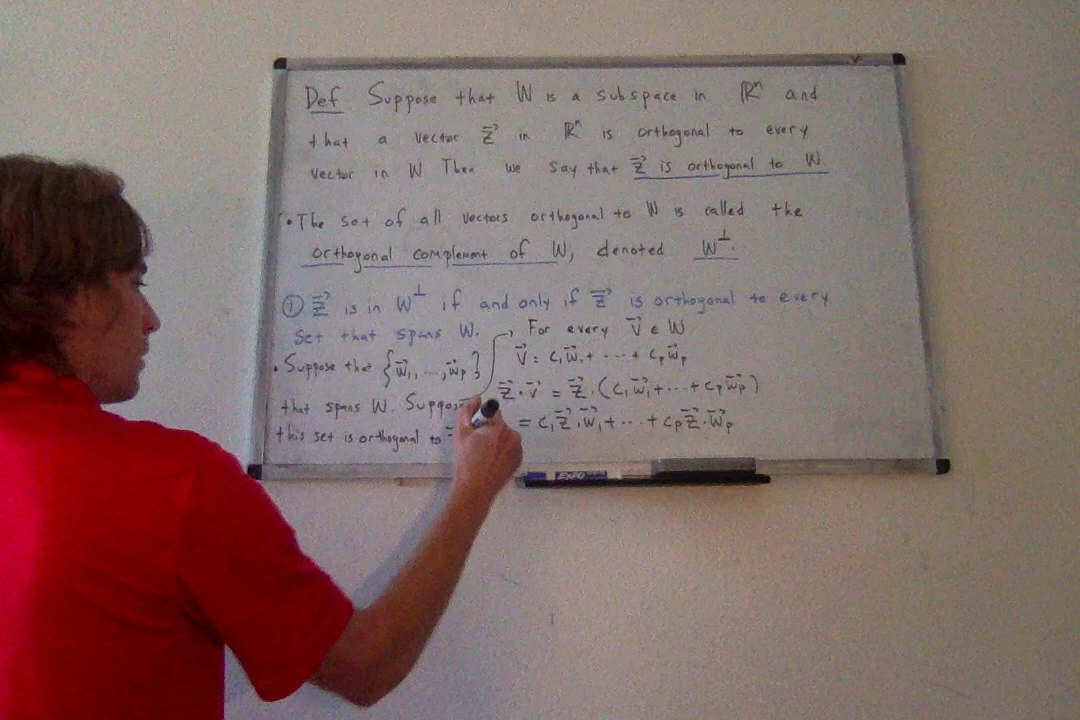 Def Suppose that W is a subspace in ℝⁿ and
that a vector z⃗ in ℝⁿ is orthogonal to every
vector in W Then we say that z⃗ is orthogonal to W
• The set of all vectors orthogonal to W is called the
orthogonal complement of W, denoted W⊥.
① z⃗ is in W⊥ if and only if z⃗ is orthogonal to every
set that spans W.
• Suppose that {w⃗₁, ..., w⃗ₚ}
that spans W. Suppose
this set is orthogonal to
→ For every v⃗ ∈ W
v⃗ = c₁w⃗₁ + ⋯ + cₚw⃗ₚ
z⃗ · v⃗ = z⃗ · (c₁w⃗₁ + ⋯ + cₚw⃗ₚ)
= c₁z⃗ · w⃗₁ + ⋯ + cₚz⃗ · w⃗ₚ
EXPO